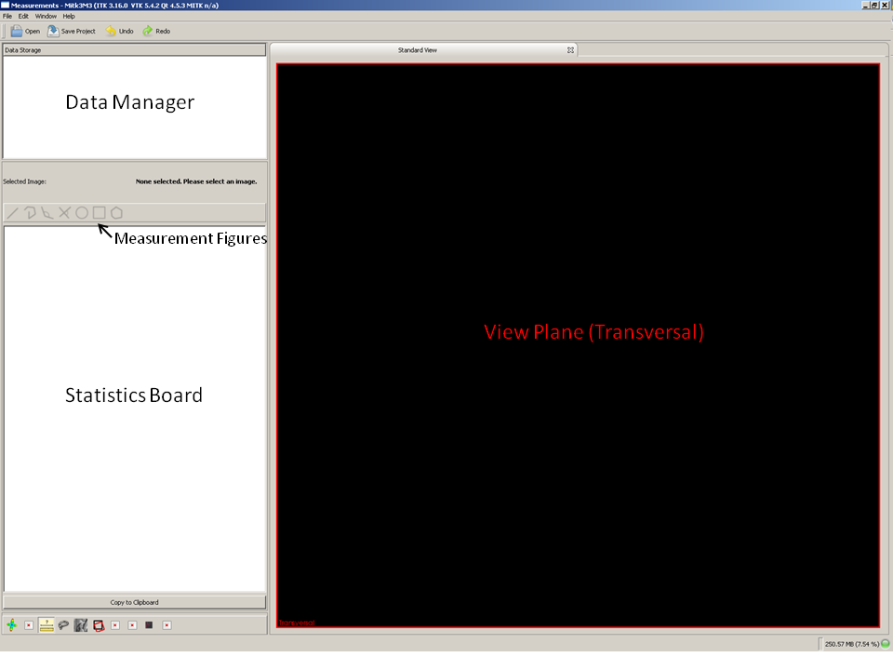 Measurements - Mitk3M3 (ITK 3.16.0 VTK 5.4.2 Qt 4.5.3 MITK n/a)
File Edit Window Help
Open Save Project Undo Redo
Data Storage
Standard View
Data Manager
Selected Image: None selected. Please select an image.
Measurement Figures
View Plane (Transversal)
Statistics Board
Copy to Clipboard
Transversal
250.57 MB (7.54 %)